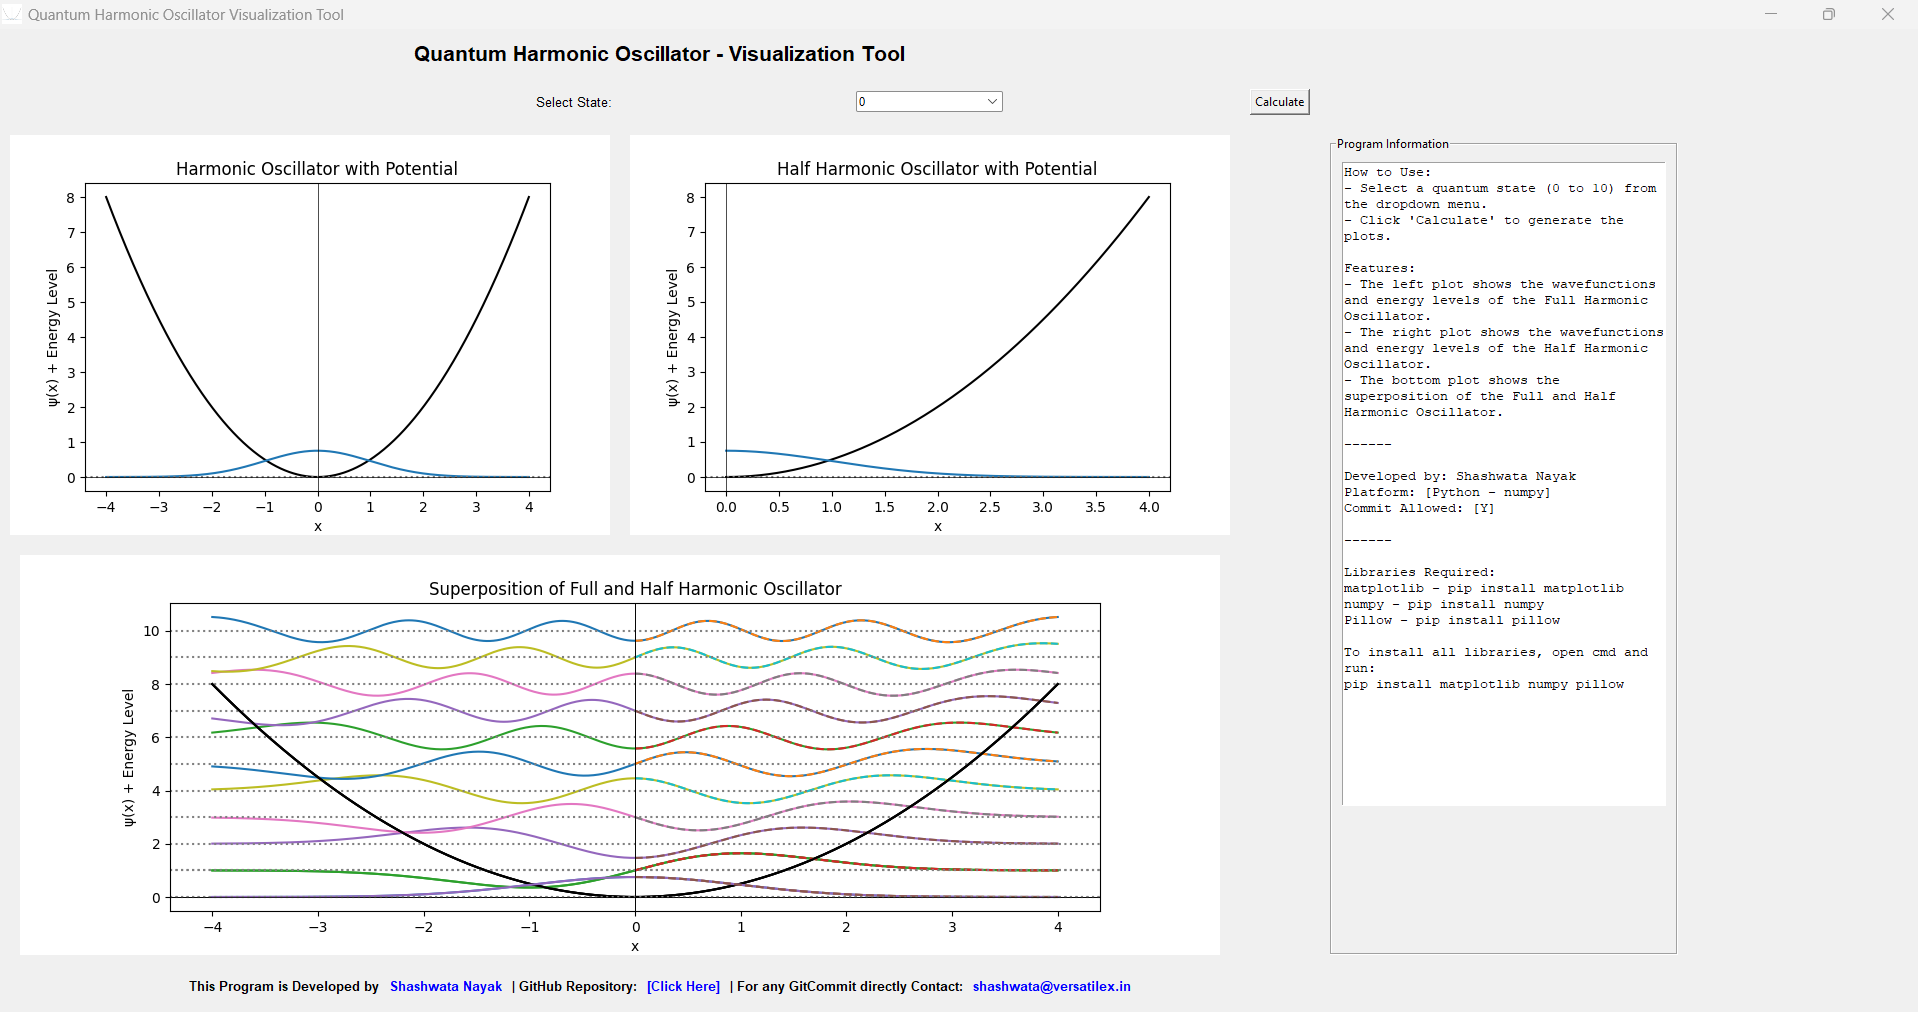 Quantum Harmonic Oscillator Visualization Tool
Quantum Harmonic Oscillator - Visualization Tool
Select State:
0
Calculate
Harmonic Oscillator with Potential
ψ(x) + Energy Level
8
7
6
5
4
3
2
1
0
−4 −3 −2 −1 0 1 2 3 4
x
Half Harmonic Oscillator with Potential
ψ(x) + Energy Level
8
7
6
5
4
3
2
1
0
0.0 0.5 1.0 1.5 2.0 2.5 3.0 3.5 4.0
x
Superposition of Full and Half Harmonic Oscillator
ψ(x) + Energy Level
10
8
6
4
2
0
−4 −3 −2 −1 0 1 2 3 4
x
Program Information
How to Use:
- Select a quantum state (0 to 10) from
the dropdown menu.
- Click 'Calculate' to generate the
plots.
Features:
- The left plot shows the wavefunctions
and energy levels of the Full Harmonic
Oscillator.
- The right plot shows the wavefunctions
and energy levels of the Half Harmonic
Oscillator.
- The bottom plot shows the
superposition of the Full and Half
Harmonic Oscillator.
------
Developed by: Shashwata Nayak
Platform: [Python - numpy]
Commit Allowed: [Y]
------
Libraries Required:
matplotlib - pip install matplotlib
numpy - pip install numpy
Pillow - pip install pillow
To install all libraries, open cmd and
run:
pip install matplotlib numpy pillow
This Program is Developed by Shashwata Nayak | GitHub Repository: [Click Here] | For any GitCommit directly Contact: shashwata@versatilex.in